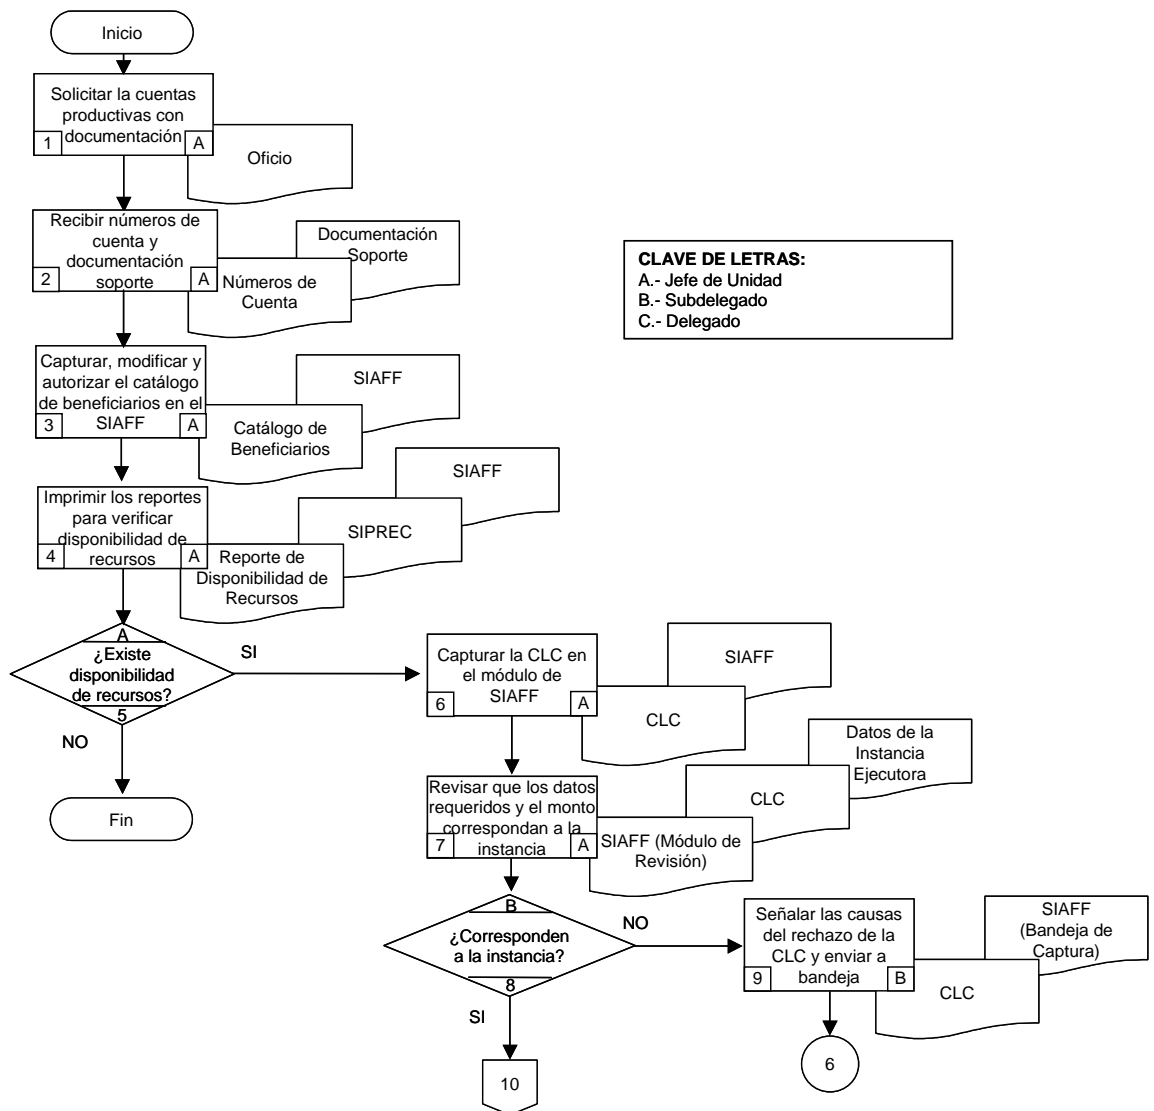 Inicio
Solicitar la cuentas
productivas con
documentación
1
A
Oficio
Recibir números de
cuenta y
documentación
soporte
2
A
Números de
Cuenta
Documentación
Soporte
CLAVE DE LETRAS:
A.- Jefe de Unidad
B.- Subdelegado
C.- Delegado
Capturar, modificar y
autorizar el catálogo
de beneficiarios en el
SIAFF
3
A
Catálogo de
Beneficiarios
SIAFF
Imprimir los reportes
para verificar
disponibilidad de
recursos
4
A
Reporte de
Disponibilidad de
Recursos
SIPREC
SIAFF
A
¿Existe
disponibilidad
de recursos?
5
SI
NO
Fin
Capturar la CLC en
el módulo de
SIAFF
6
A
CLC
SIAFF
Revisar que los datos
requeridos y el monto
correspondan a la
instancia
7
A
SIAFF (Módulo de
Revisión)
CLC
Datos de la
Instancia
Ejecutora
B
¿Corresponden
a la instancia?
8
NO
SI
Señalar las causas
del rechazo de la
CLC y enviar a
bandeja
9
B
CLC
SIAFF
(Bandeja de
Captura)
6
10